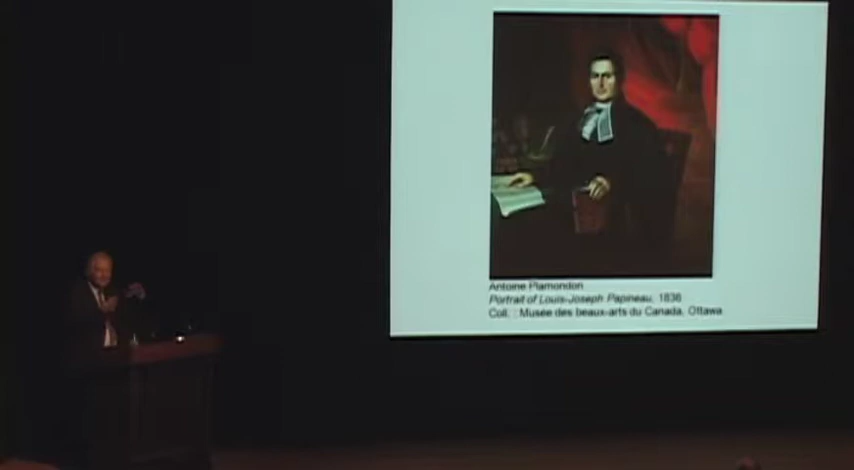 Antoine Plamondon
Portrait of Louis-Joseph Papineau, 1836
Coll. : Musée des beaux-arts du Canada, Ottawa